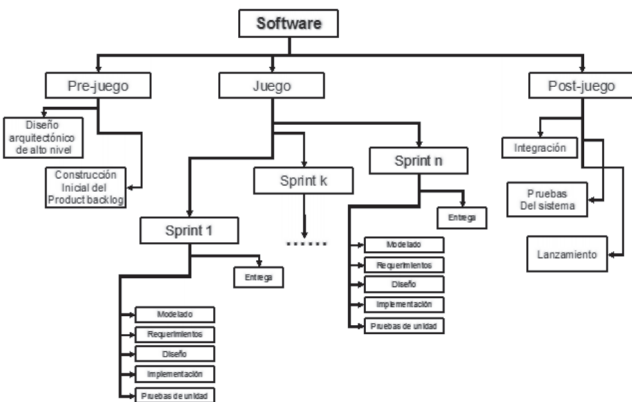 Software
Pre-juego
Juego
Post-juego
Diseño
arquitectónico
de alto nivel
Construcción
Inicial del
Product backlog
Sprint 1
Entrega
Modelado
Requerimientos
Diseño
Implementación
Pruebas de unidad
Sprint k
......
Sprint n
Entrega
Modelado
Requerimientos
Diseño
Implementación
Pruebas de unidad
Integración
Pruebas
Del sistema
Lanzamiento